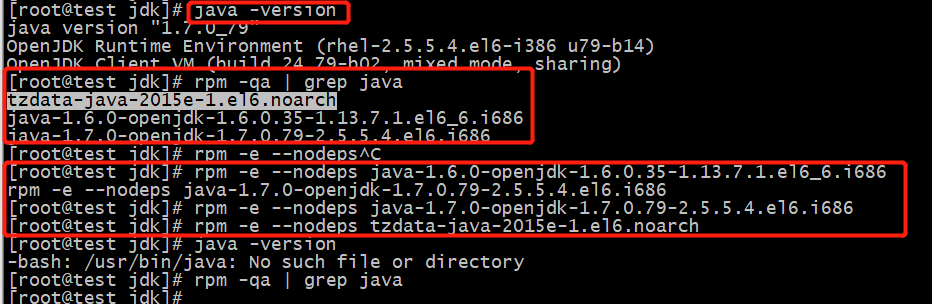 [root@test jdk]# java -version
java version "1.7.0_79"
OpenJDK Runtime Environment (rhel-2.5.5.4.el6-i386 u79-b14)
OpenJDK Client VM (build 24.79-b02, mixed mode, sharing)
[root@test jdk]# rpm -qa | grep java
tzdata-java-2015e-1.el6.noarch
java-1.6.0-openjdk-1.6.0.35-1.13.7.1.el6_6.i686
java-1.7.0-openjdk-1.7.0.79-2.5.5.4.el6.i686
[root@test jdk]# rpm -e --nodeps^C
[root@test jdk]# rpm -e --nodeps java-1.6.0-openjdk-1.6.0.35-1.13.7.1.el6_6.i686
rpm -e --nodeps java-1.7.0-openjdk-1.7.0.79-2.5.5.4.el6.i686
[root@test jdk]# rpm -e --nodeps java-1.7.0-openjdk-1.7.0.79-2.5.5.4.el6.i686
[root@test jdk]# rpm -e --nodeps tzdata-java-2015e-1.el6.noarch
[root@test jdk]# java -version
-bash: /usr/bin/java: No such file or directory
[root@test jdk]# rpm -qa | grep java
[root@test jdk]#